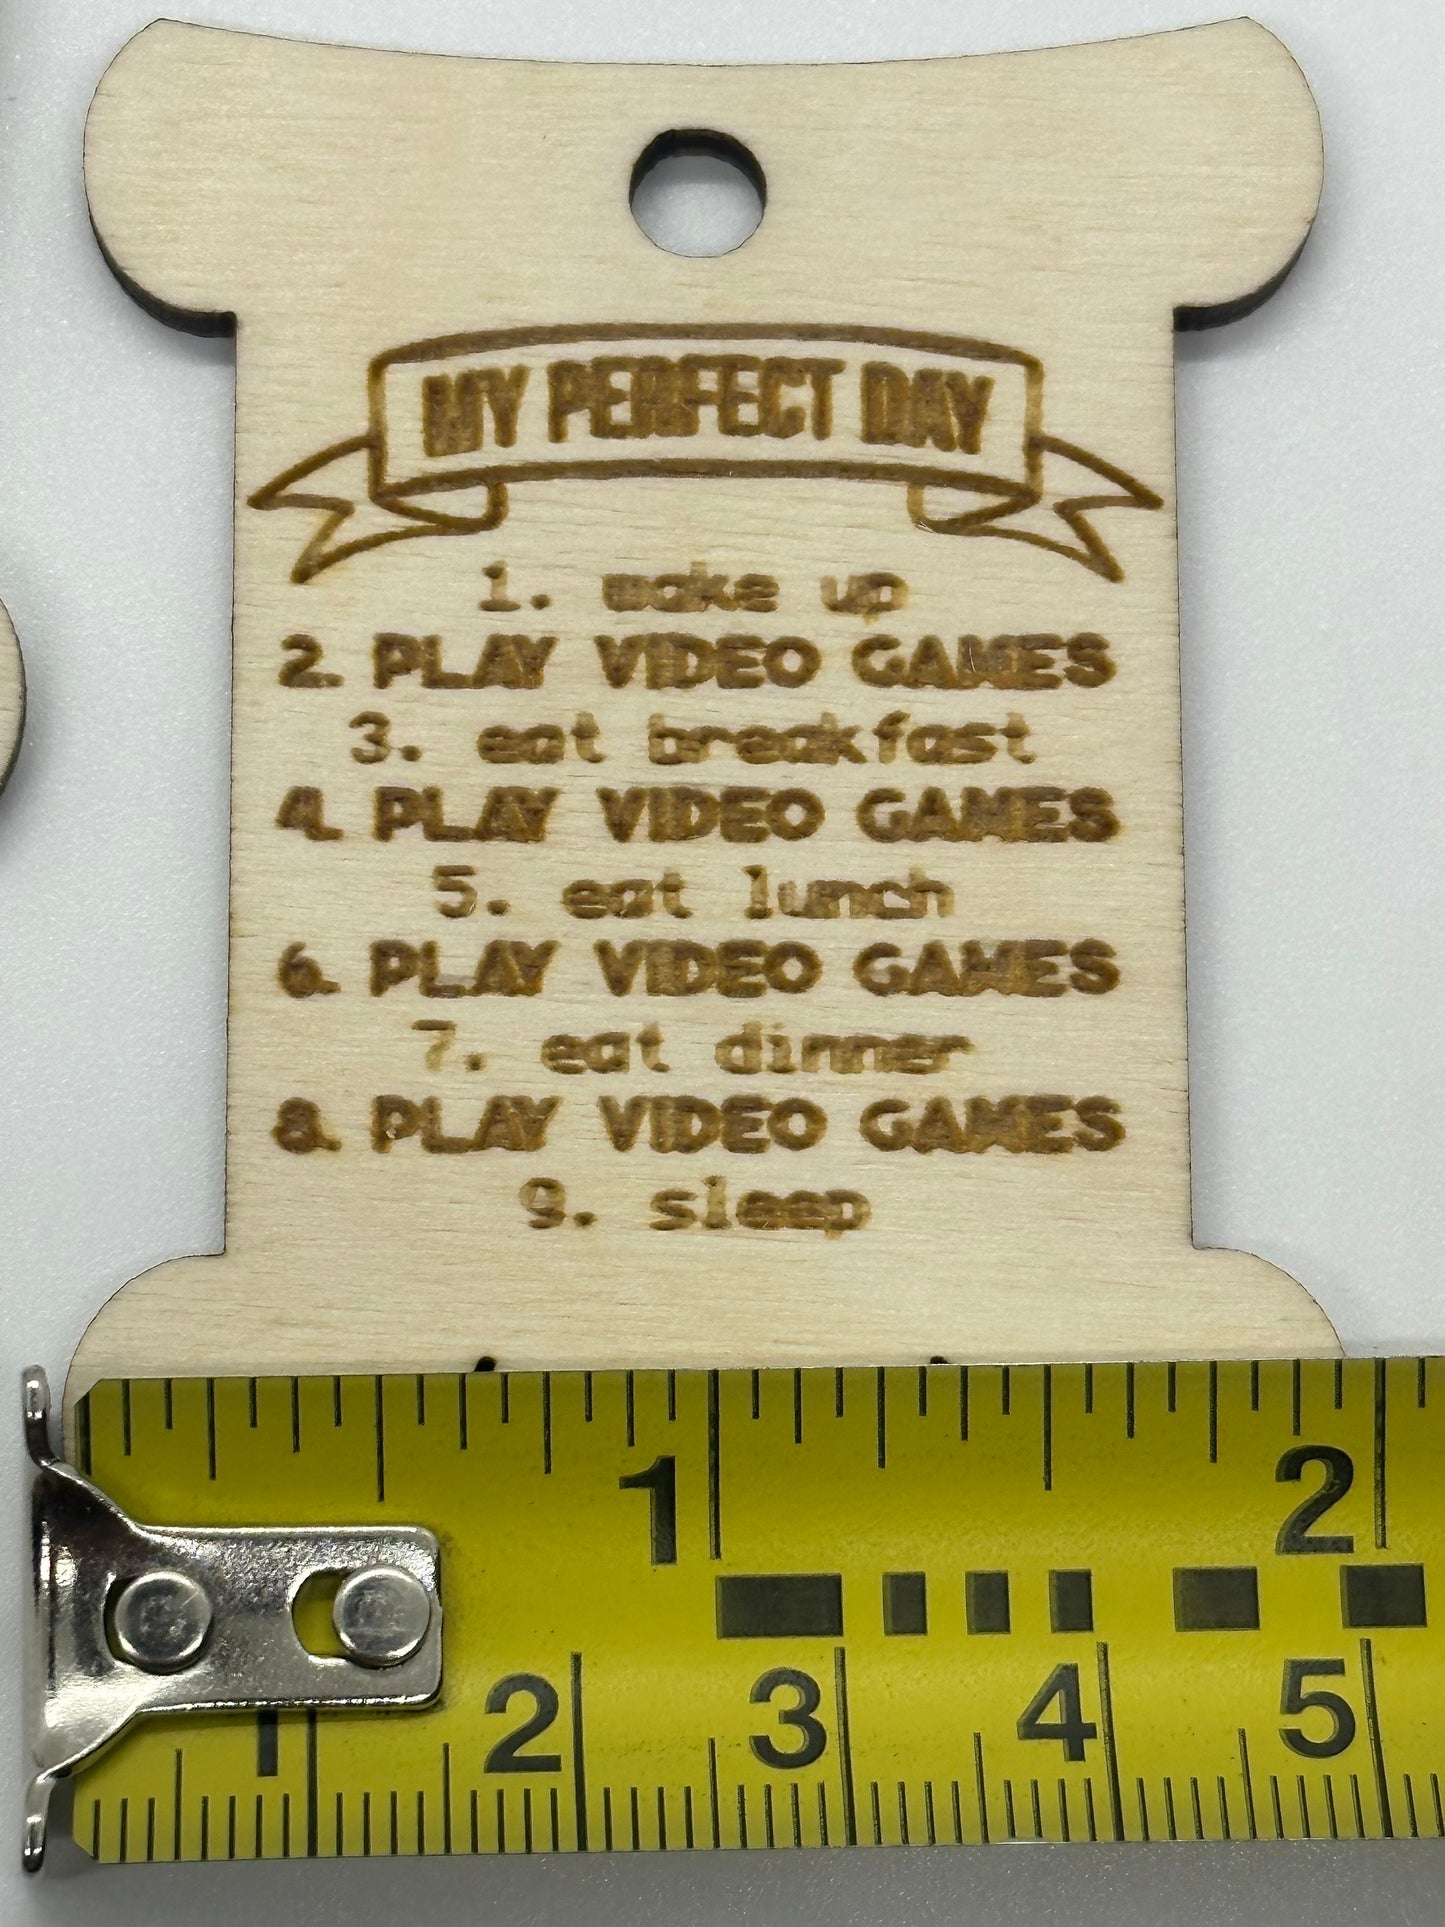 MY PERFECT DAY
1. wake up
2. PLAY VIDEO GAMES
3. eat breakfast
4. PLAY VIDEO GAMES
5. eat lunch
6. PLAY VIDEO GAMES
7. eat dinner
8. PLAY VIDEO GAMES
9. sleep
1 2
1 2 3 4 5